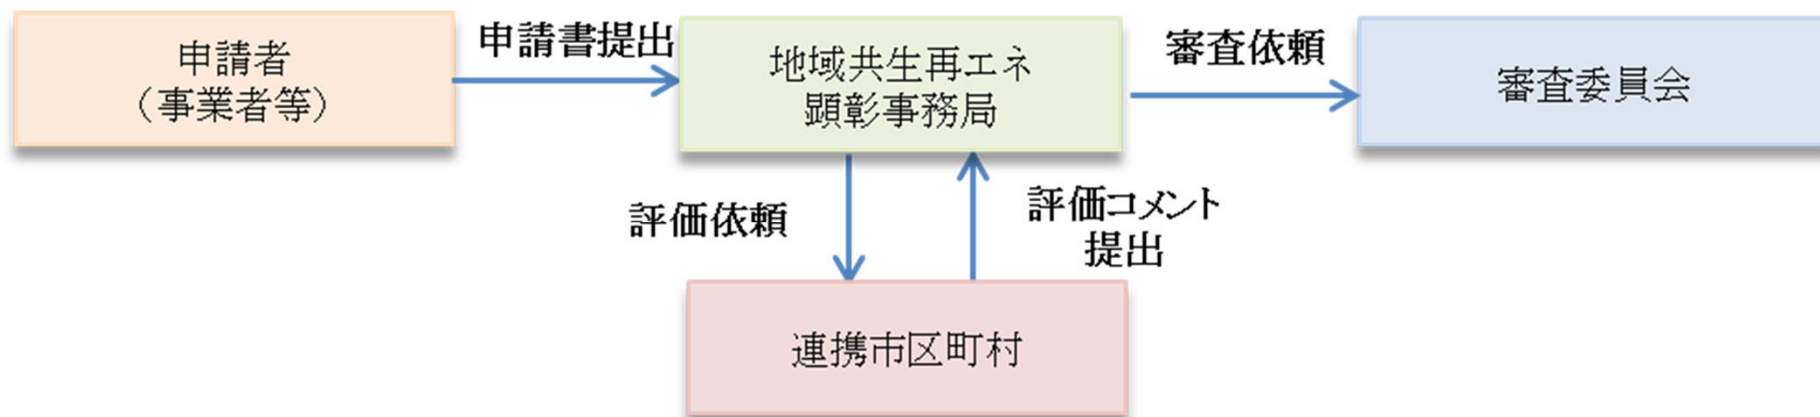 申請者
（事業者等）
申請書提出
地域共生再エネ
顕彰事務局
審査依頼
審査委員会
評価依頼
評価コメント
提出
連携市区町村